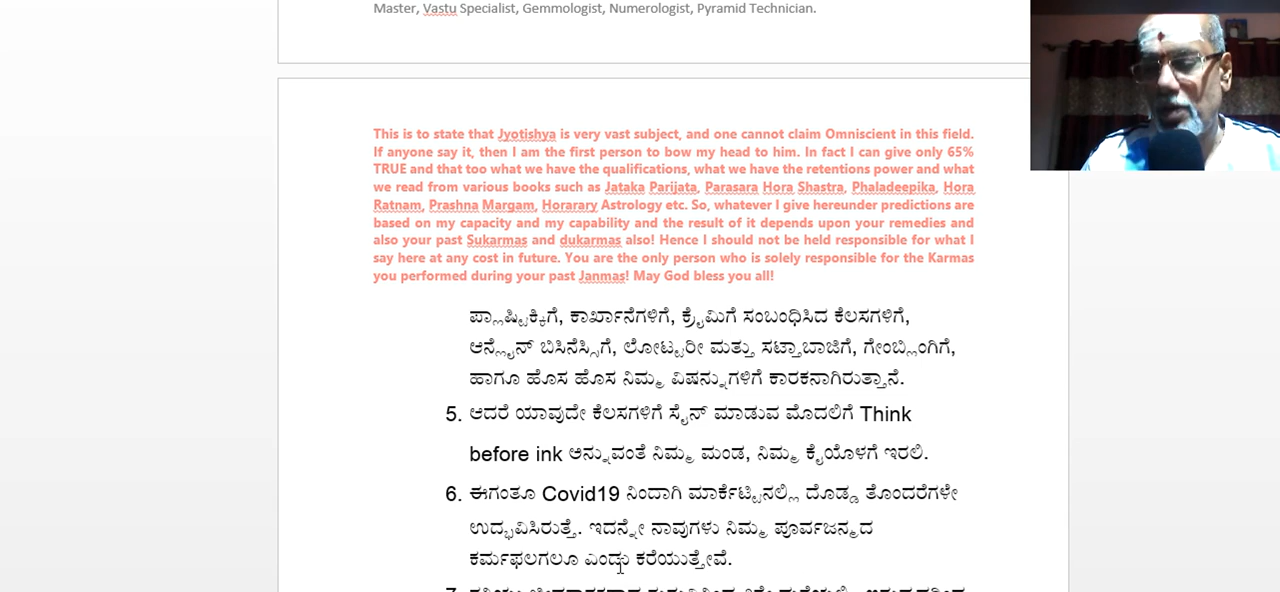 Master, Vastu Specialist, Gemmologist, Numerologist, Pyramid Technician.
This is to state that Jyotishya is very vast subject, and one cannot claim Omniscient in this field.
If anyone say it, then I am the first person to bow my head to him. In fact I can give only 65%
TRUE and that too what we have the qualifications, what we have the retentions power and what
we read from various books such as Jataka Parijata, Parasara Hora Shastra, Phaladeepika, Hora
Ratnam, Prashna Margam, Horarary Astrology etc. So, whatever I give hereunder predictions are
based on my capacity and my capability and the result of it depends upon your remedies and
also your past Sukarmas and dukarmas also! Hence I should not be held responsible for what I
say here at any cost in future. You are the only person who is solely responsible for the Karmas
you performed during your past Janmas! May God bless you all!
ಪ್ಲಾಷ್ಟಿಕ್ಕಿಗೆ, ಕಾರ್ಖಾನೆಗಳಿಗೆ, ಕ್ರೈಮಿಗೆ ಸಂಬಂಧಿಸಿದ ಕೆಲಸಗಳಿಗೆ,
ಆನ್ಲೈನ್ ಬಿಸಿನೆಸ್ಸಿಗೆ, ಲೋಟ್ಟರೀ ಮತ್ತು ಸಟ್ತಾಬಾಜಿಗೆ, ಗೇಂಬ್ಲಿಂಗಿಗೆ,
ಹಾಗೂ ಹೊಸ ಹೊಸ ನಿಮ್ಮ ವಿಷನ್ನುಗಳಿಗೆ ಕಾರಕನಾಗಿರುತ್ತಾನೆ.
5. ಆದರೆ ಯಾವುದೇ ಕೆಲಸಗಳಿಗೆ ಸೈನ್ ಮಾಡುವ ಮೊದಲಿಗೆ Think
before ink ಅನ್ನುವಂತೆ ನಿಮ್ಮ ಮಂಡ, ನಿಮ್ಮ ಕೈಯೊಳಗೆ ಇರಲಿ.
6. ಈಗಂತೂ Covid19 ನಿಂದಾಗಿ ಮಾರ್ಕೆಟ್ಟಿನಲ್ಲಿ ದೊಡ್ಡ ತೊಂದರೆಗಳೇ
ಉದ್ಭವಿಸಿರುತ್ತೆ. ಇದನ್ನೇ ನಾವುಗಳು ನಿಮ್ಮ ಪೂರ್ವಜನ್ಮದ
ಕರ್ಮಫಲಗಲೂ ಎಂದು ಕರೆಯುತ್ತೇವೆ.
7.